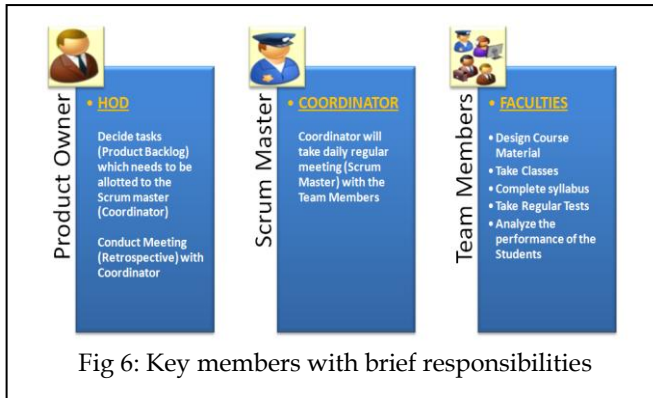 Product Owner
• HOD
Decide tasks
(Product Backlog)
which needs to be
allotted to the
Scrum master
(Coordinator)
Conduct Meeting
(Retrospective) with
Coordinator
Scrum Master
• COORDINATOR
Coordinator will
take daily regular
meeting (Scrum
Master) with the
Team Members
Team Members
• FACULTIES
• Design Course
Material
• Take Classes
• Complete syllabus
• Take Regular Tests
• Analyze the
performance of the
Students
Fig 6: Key members with brief responsibilities